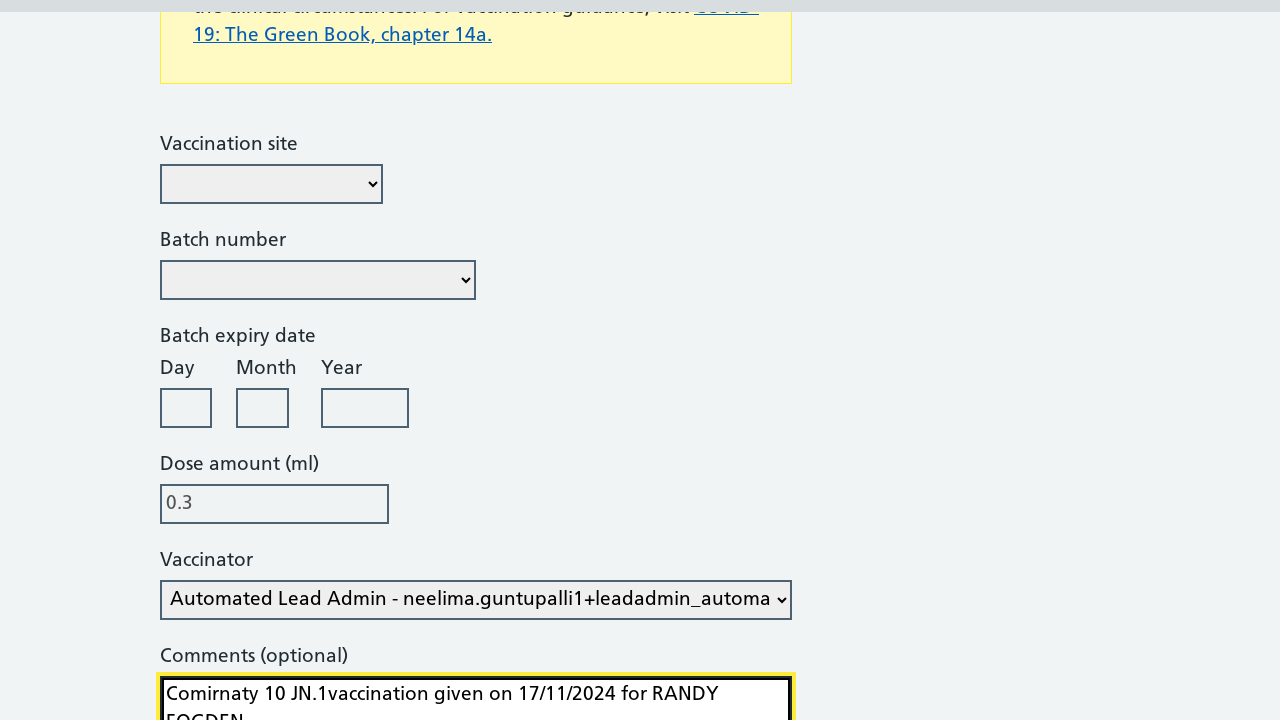 19: The Green Book, chapter 14a.
Vaccination site
Batch number
Batch expiry date
Day Month Year
Dose amount (ml)
0.3
Vaccinator
Automated Lead Admin - neelima.guntupalli1+leadadmin_automa
Comments (optional)
Comirnaty 10 JN.1vaccination given on 17/11/2024 for RANDY
FOGDEN